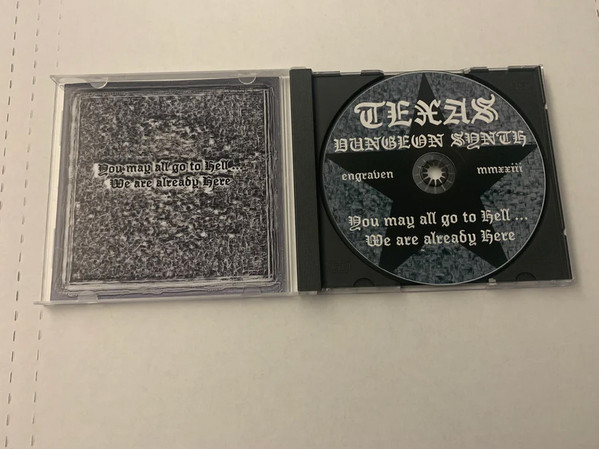 You may all go to Hell ...
We are already Here
TEXAS
DUNGEON SYNTH
engraven
mmxxiii
You may all go to Hell ...
We are already Here